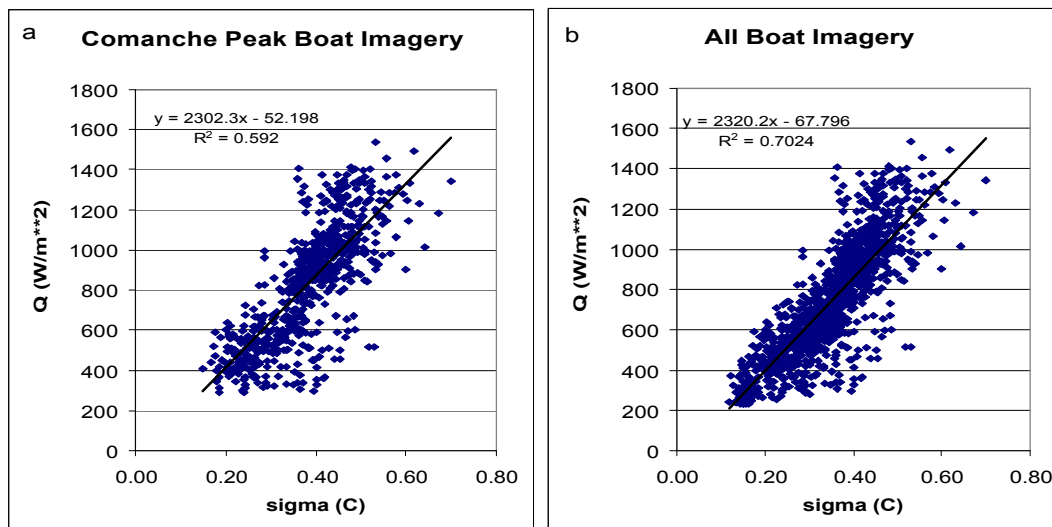 a
Comanche Peak Boat Imagery
1800
1600
1400
1200
1000
800
600
400
200
0
y = 2302.3x - 52.198
R² = 0.592
Q (W/m**2)
0.00 0.20 0.40 0.60 0.80
sigma (C)
b
All Boat Imagery
1800
1600
1400
1200
1000
800
600
400
200
0
y = 2320.2x - 67.796
R² = 0.7024
Q (W/m**2)
0.00 0.20 0.40 0.60 0.80
sigma (C)